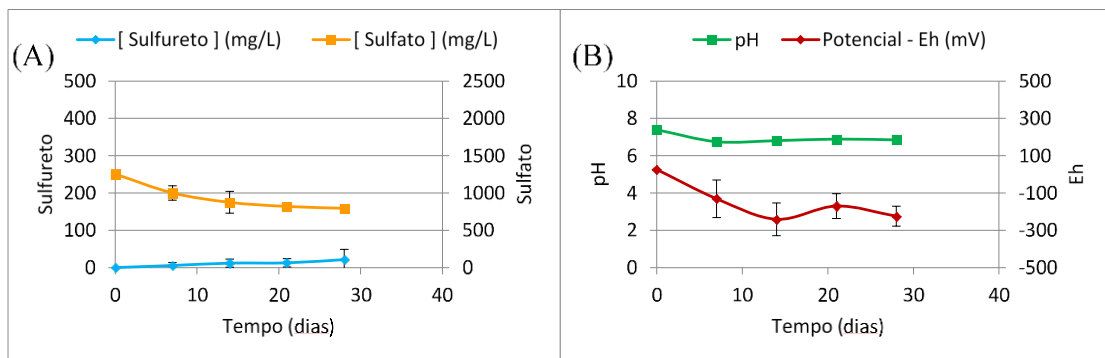 (A)
[ Sulfureto ] (mg/L)
[ Sulfato ] (mg/L)
500
400
300
200
100
0
Sulfureto
2500
2000
1500
1000
500
0
Sulfato
0
10
20
30
40
Tempo (dias)
(B)
pH
Potencial - Eh (mV)
10
8
6
4
2
0
pH
500
300
100
-100
-300
-500
Eh
0
10
20
30
40
Tempo (dias)